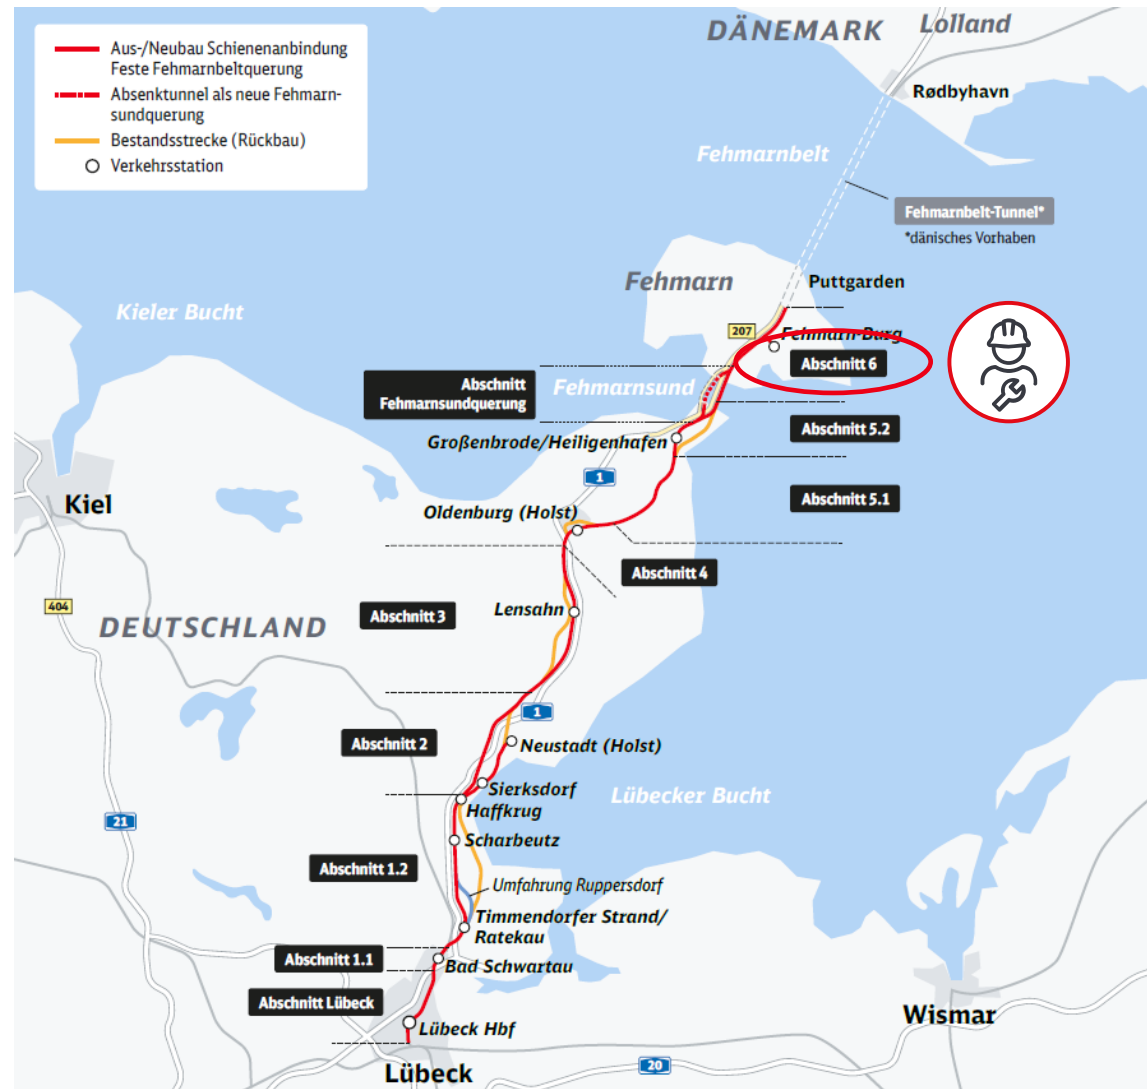 Aus-/Neubau Schienenanbindung
Feste Fehmarnbeltquerung
Absenktunnel als neue Fehmarn-
sundquerung
Bestandsstrecke (Rückbau)
Verkehrsstation
DÄNEMARK
Lolland
Rødbyhavn
Fehmarnbelt
Fehmarnbelt-Tunnel*
*dänisches Vorhaben
Fehmarn
Puttgarden
Kieler Bucht
207
Fehmarn-Burg
Abschnitt 6
Abschnitt
Fehmarnsundquerung
Fehmarnsund
Abschnitt 5.2
Großenbrode/Heiligenhafen
1
Abschnitt 5.1
Kiel
Oldenburg (Holst)
Abschnitt 4
404
Abschnitt 3
Lensahn
DEUTSCHLAND
1
Abschnitt 2
Neustadt (Holst)
Sierksdorf
Haffkrug
Lübecker Bucht
21
Scharbeutz
Abschnitt 1.2
Umfahrung Ruppersdorf
Timmendorfer Strand/
Ratekau
Abschnitt 1.1
Bad Schwartau
Abschnitt Lübeck
Wismar
Lübeck Hbf
20
Lübeck